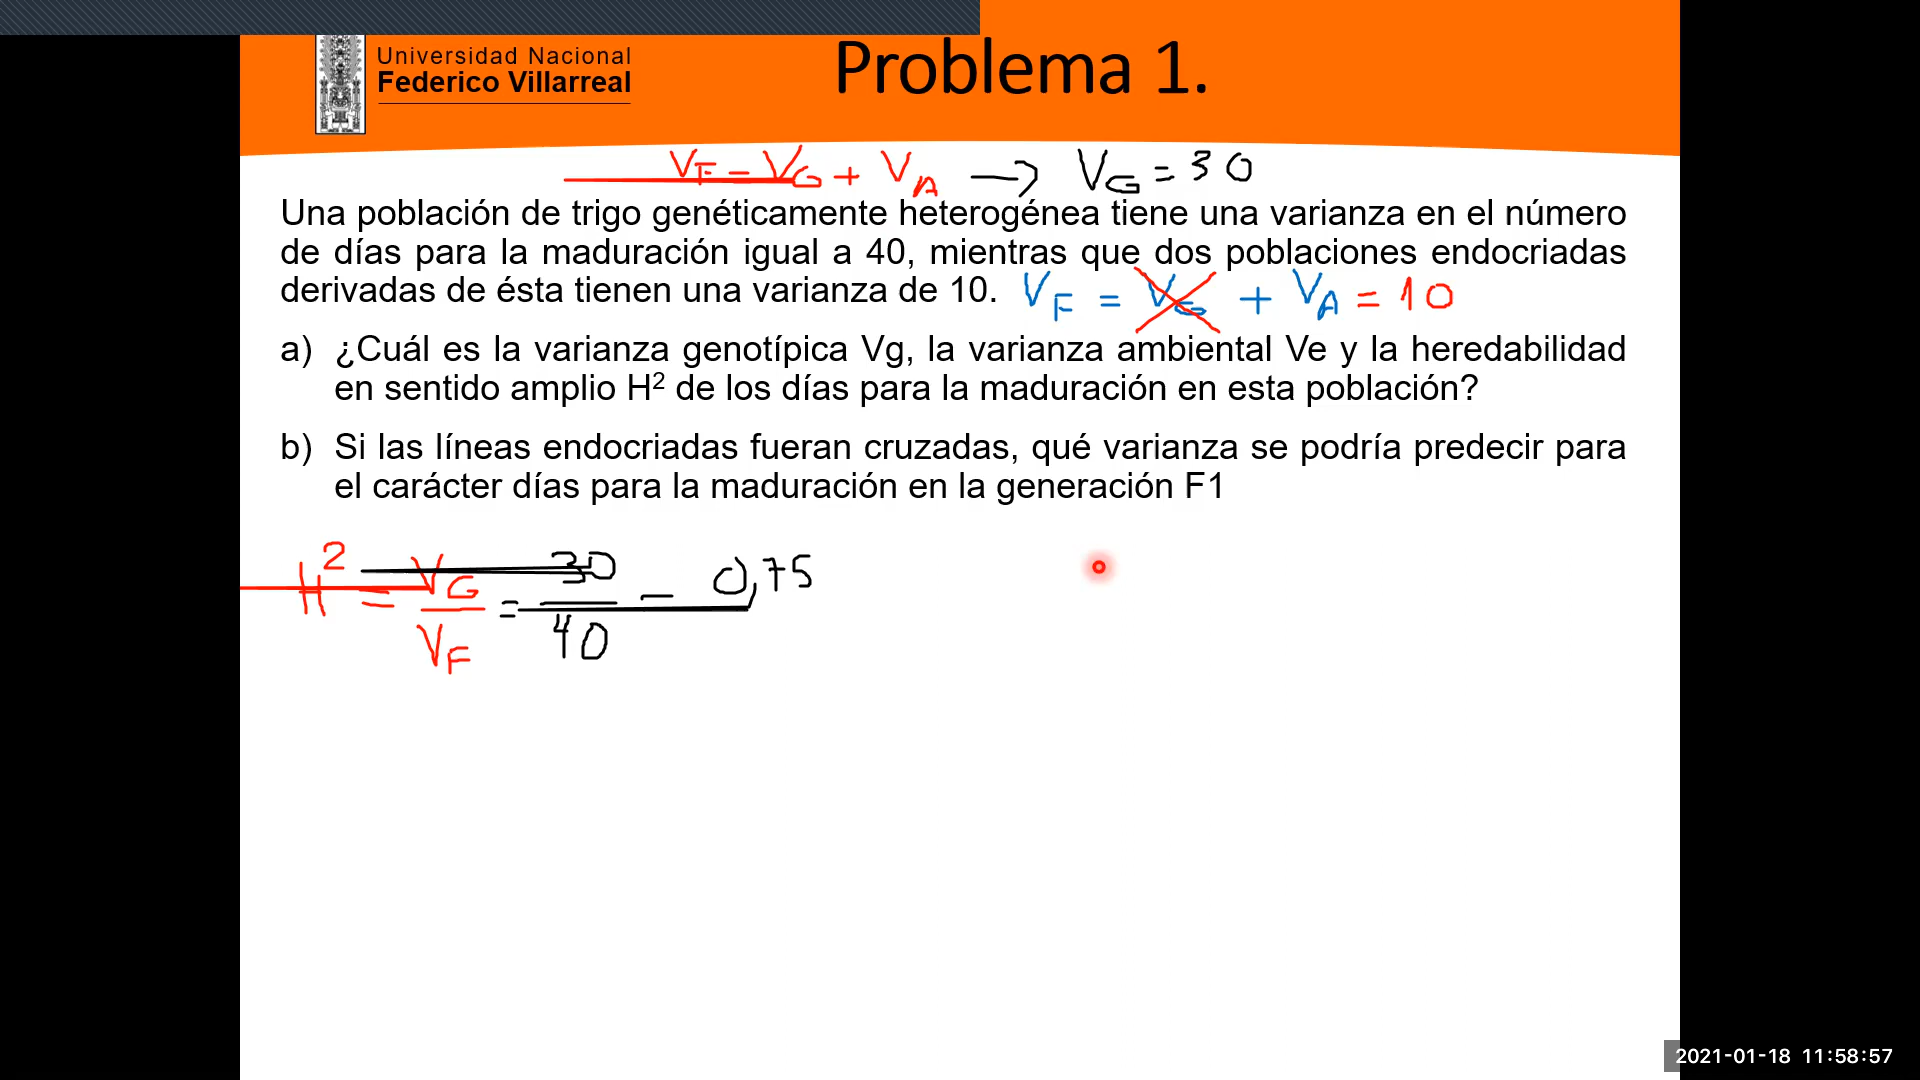 Universidad Nacional
Federico Villarreal
Problema 1.
VF = VG + VA → VG = 30
Una población de trigo genéticamente heterogénea tiene una varianza en el número
de días para la maduración igual a 40, mientras que dos poblaciones endocriadas
derivadas de ésta tienen una varianza de 10. VF = VG + VA = 10
a) ¿Cuál es la varianza genotípica Vg, la varianza ambiental Ve y la heredabilidad
en sentido amplio H² de los días para la maduración en esta población?
b) Si las líneas endocriadas fueran cruzadas, qué varianza se podría predecir para
el carácter días para la maduración en la generación F1
H² = VG/VF = 30/40 = 0,75
2021-01-18 11:58:57